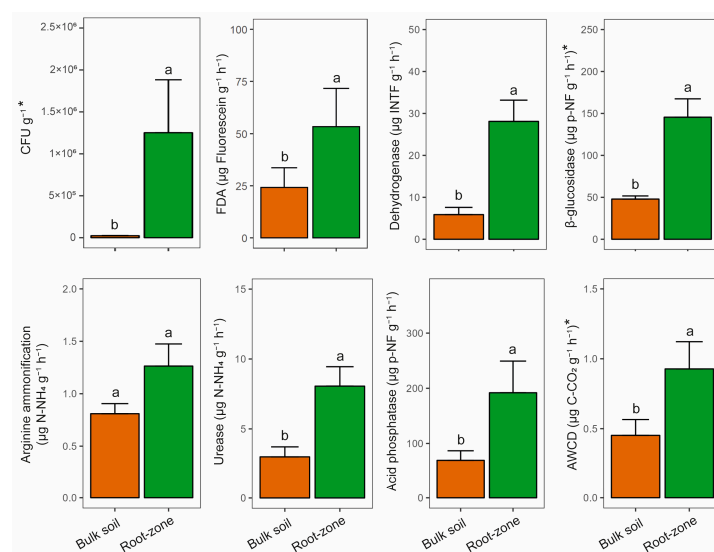 CFU g⁻¹*
2.5×10⁶
2×10⁶
1.5×10⁶
1×10⁶
5×10⁵
0
b
a
FDA (µg Fluorescein g⁻¹ h⁻¹)
100
75
50
25
0
b
a
Dehydrogenase (µg INTF g⁻¹ h⁻¹)
50
40
30
20
10
0
b
a
β-glucosidase (µg p-NF g⁻¹ h⁻¹)*
250
200
150
100
50
0
b
a
Arginine ammonification
(µg N-NH₄ g⁻¹ h⁻¹)
2.0
1.5
1.0
0.5
0.0
a
a
Bulk soil
Root-zone
Urease (µg N-NH₄ g⁻¹ h⁻¹)
15
10
5
0
b
a
Bulk soil
Root-zone
Acid phosphatase (µg p-NF g⁻¹ h⁻¹)
300
200
100
0
b
a
Bulk soil
Root-zone
AWCD (µg C-CO₂ g⁻¹ h⁻¹)*
1.5
1.0
0.5
0.0
b
a
Bulk soil
Root-zone